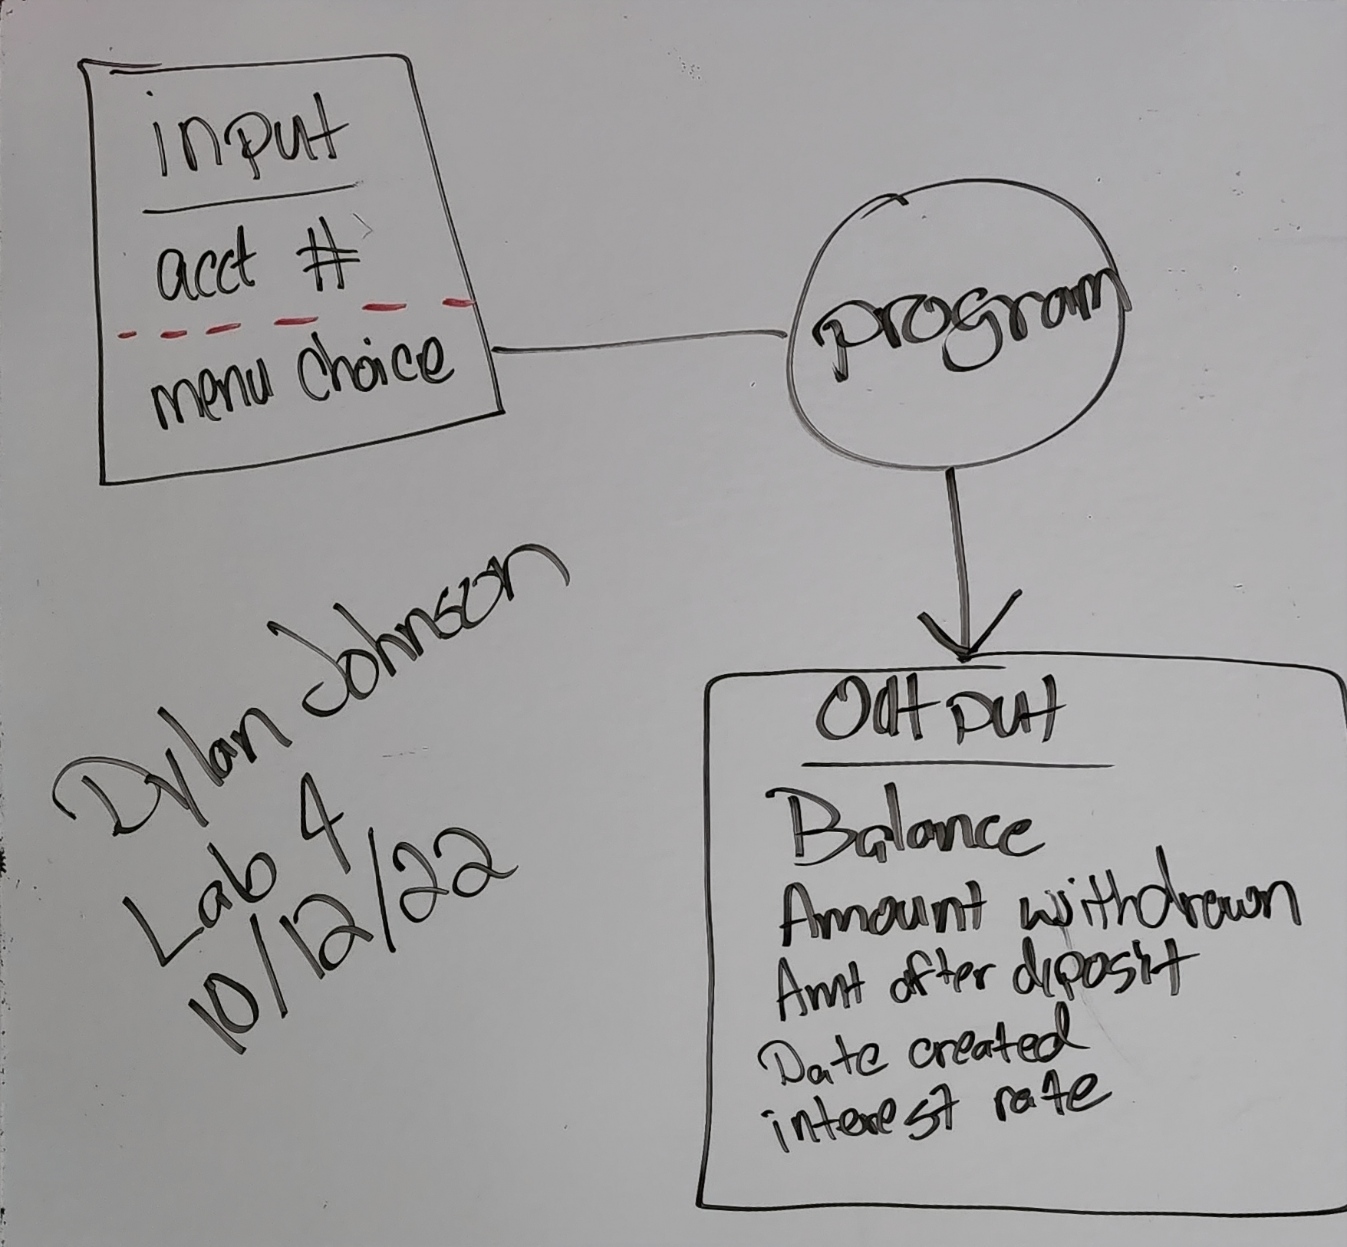 input
acct #
menu choice
program
Dylan Johnson
Lab 4
10/12/22
output
Balance
Amount withdrawn
Amt after diposit
Date created
interest rate